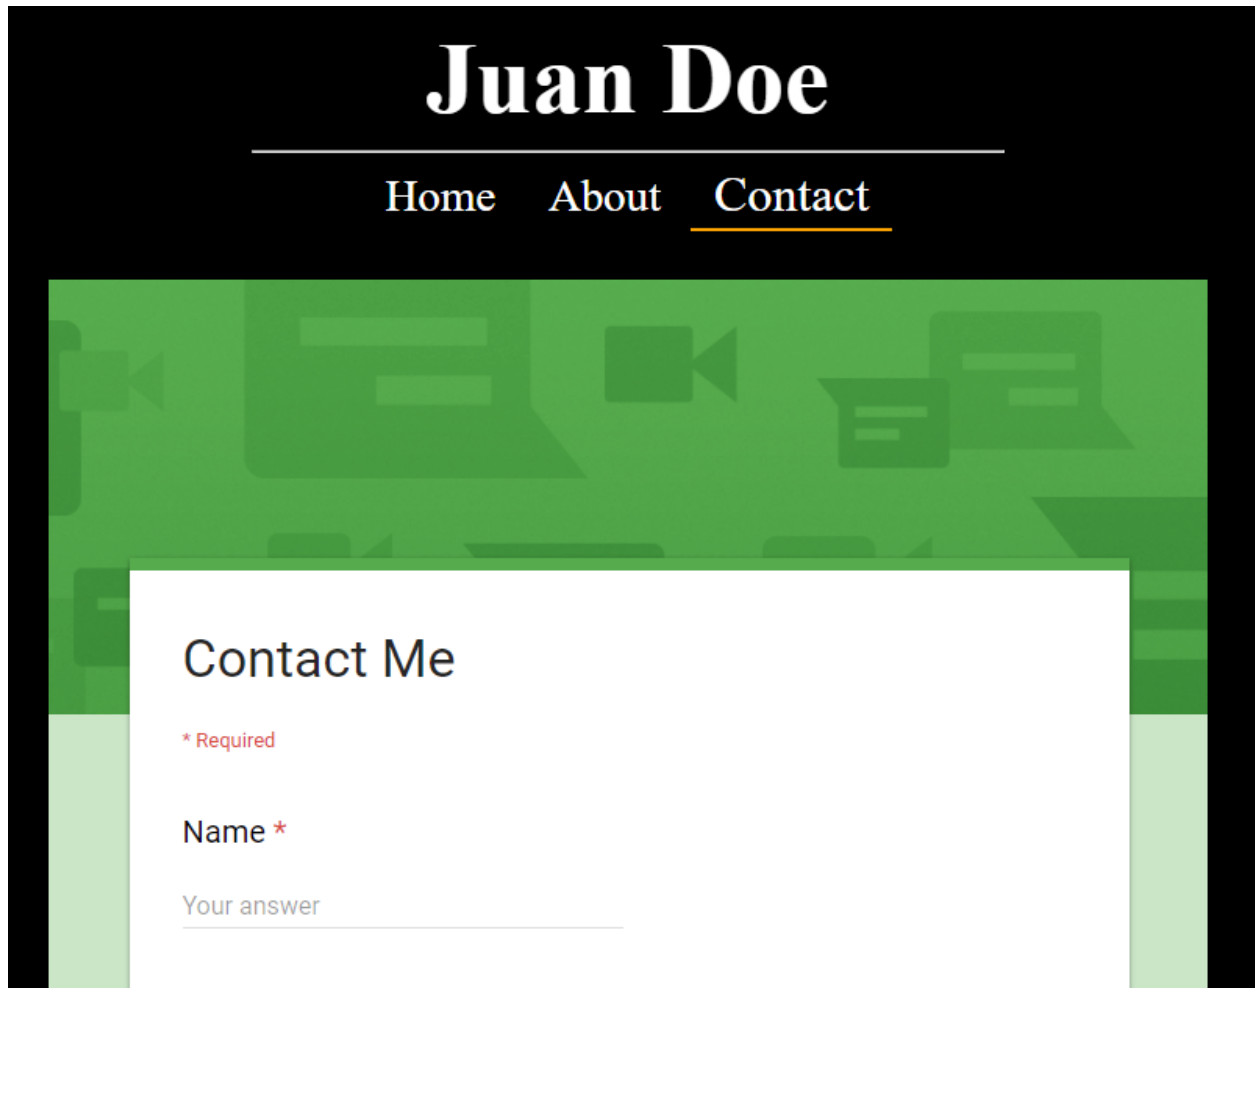 Juan Doe
Home About Contact
Contact Me
* Required
Name *
Your answer